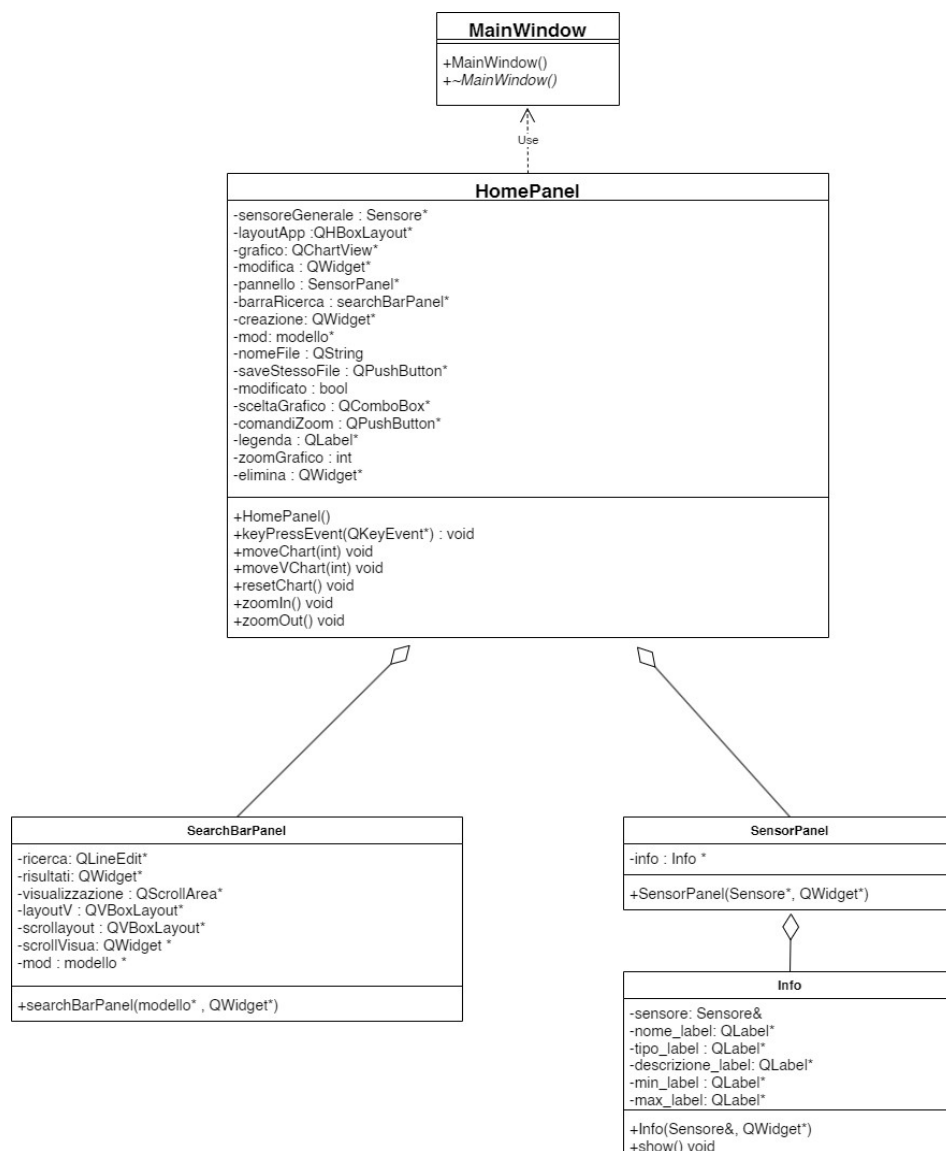 MainWindow
+MainWindow()
+~MainWindow()
Use
HomePanel
-sensoreGenerale : Sensore*
-layoutApp :QHBoxLayout*
-grafico: QChartView*
-modifica : QWidget*
-pannello : SensorPanel*
-barraRicerca : searchBarPanel*
-creazione: QWidget*
-mod: modello*
-nomeFile : QString
-saveStessoFile : QPushButton*
-modificato : bool
-sceltaGrafico : QComboBox*
-comandiZoom : QPushButton*
-legenda : QLabel*
-zoomGrafico : int
-elimina : QWidget*
+HomePanel()
+keyPressEvent(QKeyEvent*) : void
+moveChart(int) void
+moveVChart(int) void
+resetChart() void
+zoomIn() void
+zoomOut() void
SearchBarPanel
-ricerca: QLineEdit*
-risultati: QWidget*
-visualizzazione : QScrollArea*
-layoutV : QVBoxLayout*
-scrollayout : QVBoxLayout*
-scrollVisua: QWidget *
-mod : modello *
+searchBarPanel(modello* , QWidget*)
SensorPanel
-info : Info *
+SensorPanel(Sensore*, QWidget*)
Info
-sensore: Sensore&
-nome_label: QLabel*
-tipo_label : QLabel*
-descrizione_label: QLabel*
-min_label : QLabel*
-max_label: QLabel*
+Info(Sensore&, QWidget*)
+show() void